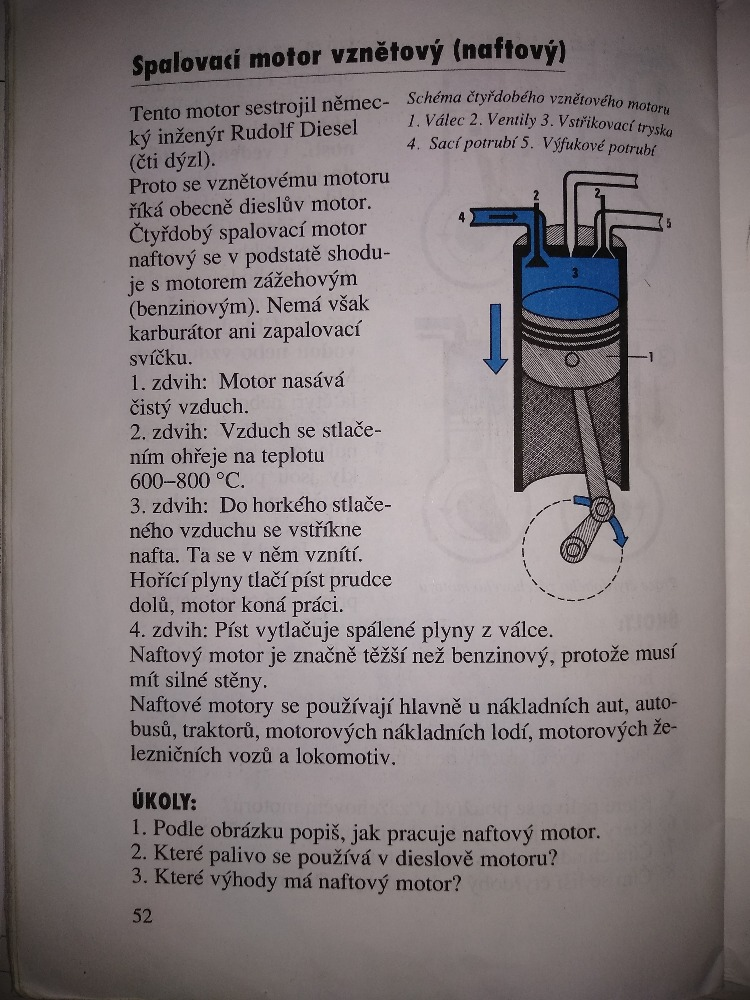 Spalovací motor vznětový (naftový)
Tento motor sestrojil němec-
ký inženýr Rudolf Diesel
(čti dýzl).
Proto se vznětovému motoru
říká obecně dieslův motor.
Čtyřdobý spalovací motor
naftový se v podstatě shodu-
je s motorem zážehovým
(benzinovým). Nemá však
karburátor ani zapalovací
svíčku.
1. zdvih: Motor nasává
čistý vzduch.
2. zdvih: Vzduch se stlače-
ním ohřeje na teplotu
600–800 °C.
3. zdvih: Do horkého stlače-
ného vzduchu se vstříkne
nafta. Ta se v něm vznítí.
Hořící plyny tlačí píst prudce
dolů, motor koná práci.
Schéma čtyřdobého vznětového motoru
1. Válec 2. Ventily 3. Vstřikovací tryska
4. Sací potrubí 5. Výfukové potrubí
2
2
4
5
3
1
4. zdvih: Píst vytlačuje spálené plyny z válce.
Naftový motor je značně těžší než benzinový, protože musí
mít silné stěny.
Naftové motory se používají hlavně u nákladních aut, auto-
busů, traktorů, motorových nákladních lodí, motorových že-
lezničních vozů a lokomotiv.
ÚKOLY:
1. Podle obrázku popiš, jak pracuje naftový motor.
2. Které palivo se používá v dieslově motoru?
3. Které výhody má naftový motor?
52